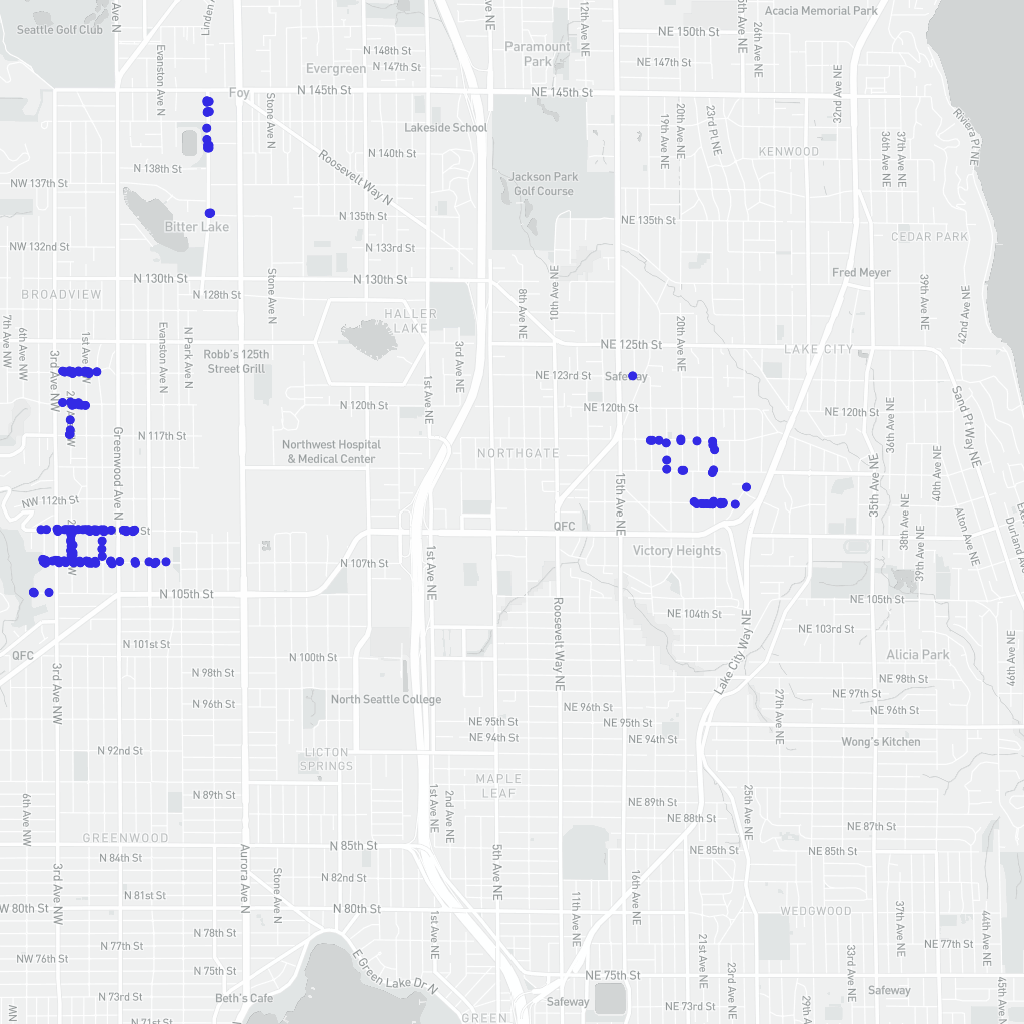 Acacia Memorial Park
Seattle Golf Club
Ave N
Linden A
Ave NE
12th Ave NE
NE 150th St
26th Ave NE
N 148th St
Paramount
Park
Evanston Ave N
Evergreen
N 147th St
NE 147th St
32nd Ave NE
Foy
N 145th St
NE 145th St
Stone Ave N
Lakeside School
19th Ave NE
20th Ave NE
23rd Pl NE
Riviera Pl NE
36th Ave NE
37th Ave NE
N 138th St
N 140th St
KENWOOD
Roosevelt Way N
NW 137th St
Jackson Park
Golf Course
N 135th St
NE 135th St
Bitter Lake
NW 132nd St
N 133rd St
CEDAR PARK
N 130th St
N 130th St
Fred Meyer
BROADVIEW
N 128th St
Stone Ave N
10th Ave NE
39th Ave NE
42nd Ave NE
7th Ave NW
6th Ave NW
3rd Ave NW
1st Ave NW
Evanston Ave N
N Park Ave N
HALLER
LAKE
8th Ave NE
3rd Ave NE
20th Ave NE
Robb's 125th
Street Grill
NE 125th St
LAKE CITY
NE 123rd St
Safeway
1st Ave NE
N 120th St
NE 120th St
NE 120th St
36th Ave NE
Sand Pt Way NE
Greenwood Ave N
N 117th St
Northwest Hospital
& Medical Center
NORTHGATE
15th Ave NE
35th Ave NE
40th Ave NE
NW 112th St
38th Ave NE
Alton Ave NE
Durland Ave
St
QFC
Victory Heights
39th Ave NE
N 107th St
1st Ave NE
N 105th St
Roosevelt Way NE
NE 104th St
NE 105th St
Lake City Way NE
NE 103rd St
N 101st St
QFC
N 100th St
Alicia Park
46th Ave NE
3rd Ave NW
N 98th St
NE 98th St
N 96th St
North Seattle College
NE 96th St
27th Ave NE
NE 97th St
NE 96th St
NE 95th St
NE 95th St
NE 94th St
NE 94th St
Wong's Kitchen
N 92nd St
LICTON
SPRINGS
MAPLE
LEAF
6th Ave NW
N 89th St
1st Ave NE
2nd Ave NE
NE 89th St
NE 88th St
25th Ave NE
NE 87th St
GREENWOOD
N 84th St
N 85th St
NE 85th St
NE 85th St
3rd Ave NW
Aurora Ave N
Stone Ave N
N 82nd St
5th Ave NE
16th Ave NE
N 81st St
W 80th St
N 80th St
11th Ave NE
WEDGWOOD
1st Ave NE
37th Ave NE
44th Ave NE
N 78th St
N 77th St
NE 77th St
21st Ave NE
23rd Ave NE
33rd Ave NE
NW 76th St
N 75th St
E Green Lake Dr N
NE 75th St
45th Ave NE
N 73rd St
Beth's Cafe
Safeway
NE 73rd St
29th Ave
Safeway
NW
N 71st St
GREEN